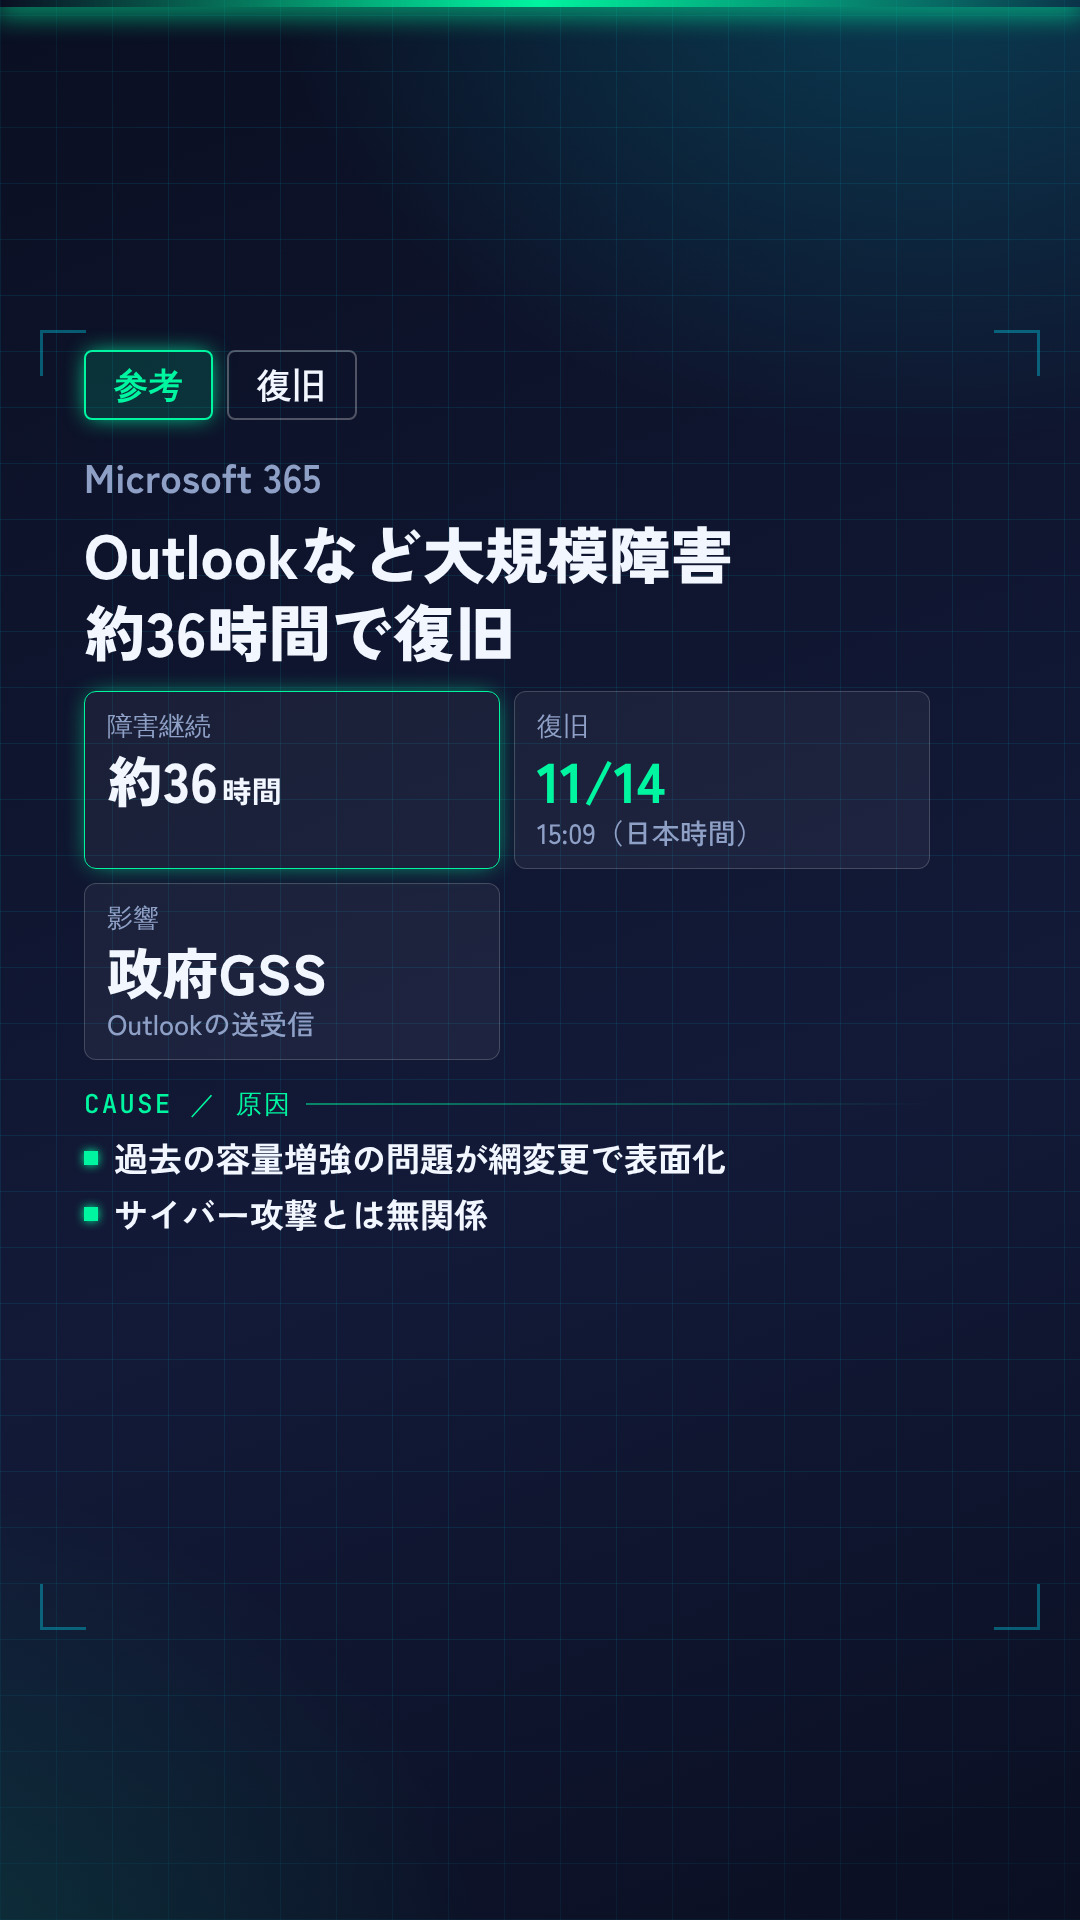 参考
復旧
Microsoft 365
Outlookなど大規模障害
約36時間で復旧
障害継続
約36時間
復旧
11/14
15:09（日本時間）
影響
政府GSS
Outlookの送受信
CAUSE ／ 原因
過去の容量増強の問題が網変更で表面化
サイバー攻撃とは無関係